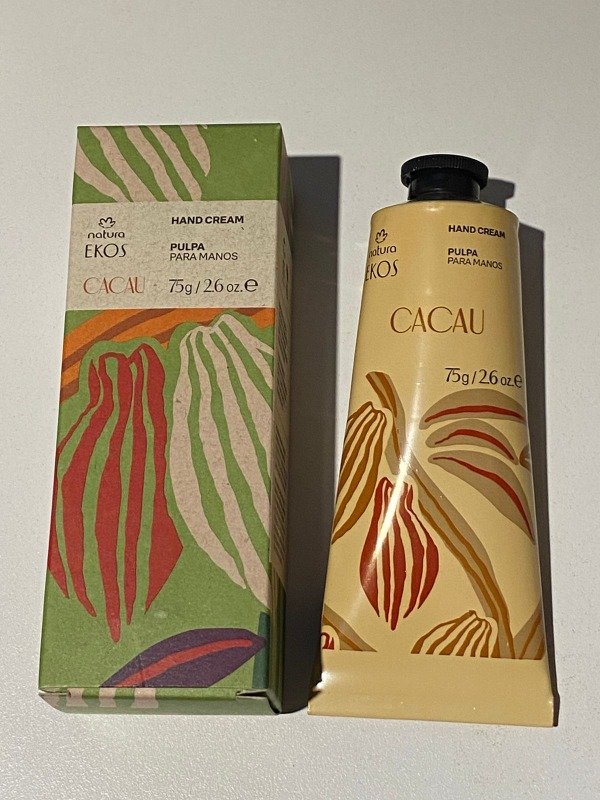 natura
EKOS
HAND CREAM
PULPA
PARA MANOS
CACAU
75g / 2.6 oz.℮
natura
EKOS
HAND CREAM
PULPA
PARA MANOS
CACAU
75g / 2.6 oz.℮